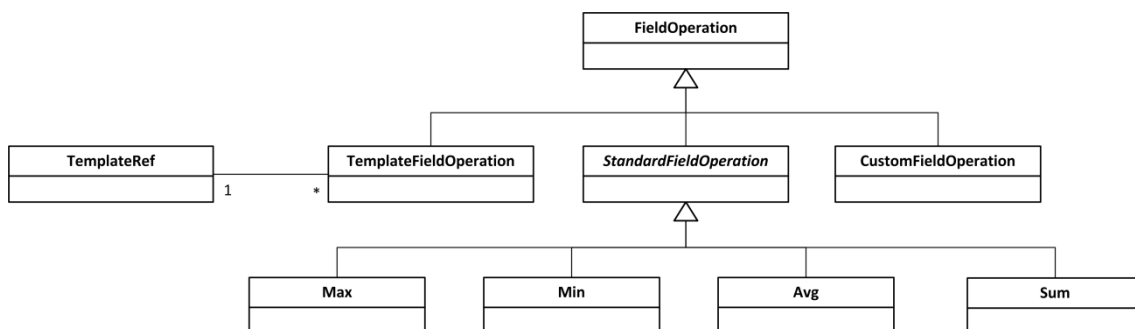 FieldOperation
TemplateRef
TemplateFieldOperation
StandardFieldOperation
CustomFieldOperation
1
*
Max
Min
Avg
Sum